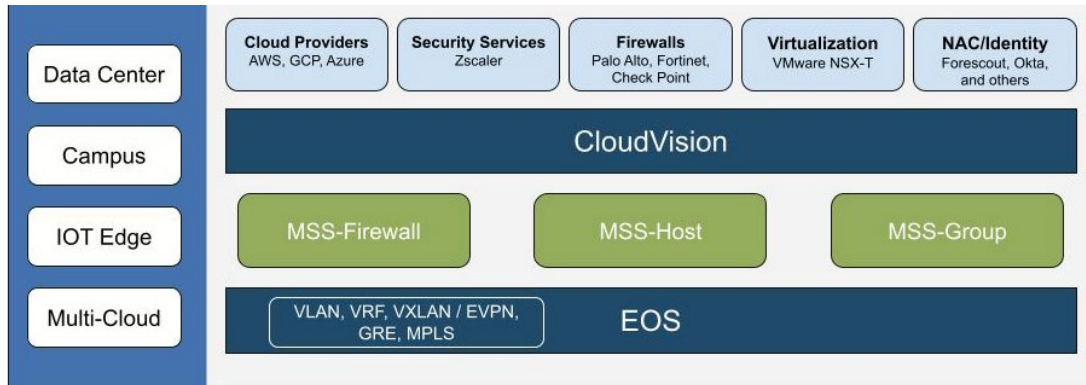 Data Center
Campus
IOT Edge
Multi-Cloud
Cloud Providers
AWS, GCP, Azure
Security Services
Zscaler
Firewalls
Palo Alto, Fortinet,
Check Point
Virtualization
VMware NSX-T
NAC/Identity
Forescout, Okta,
and others
CloudVision
MSS-Firewall
MSS-Host
MSS-Group
VLAN, VRF, VXLAN / EVPN,
GRE, MPLS
EOS